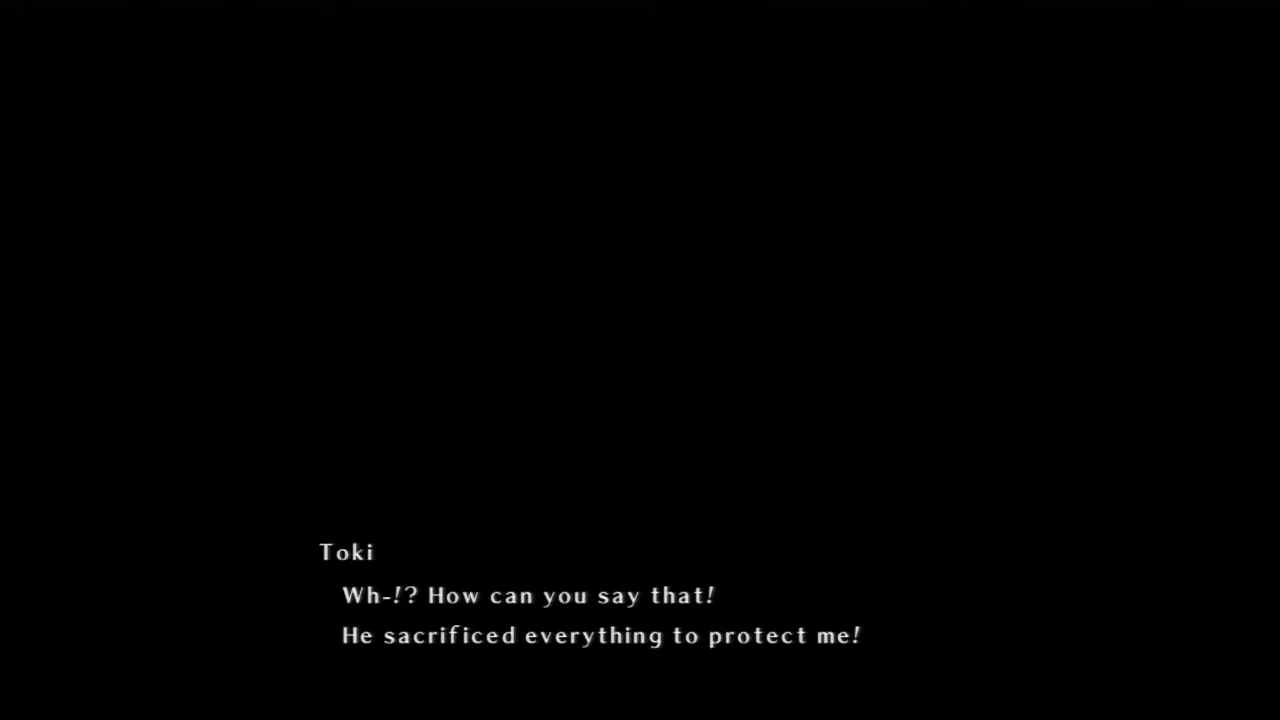 Toki
Wh-!? How can you say that!
He sacrificed everything to protect me!